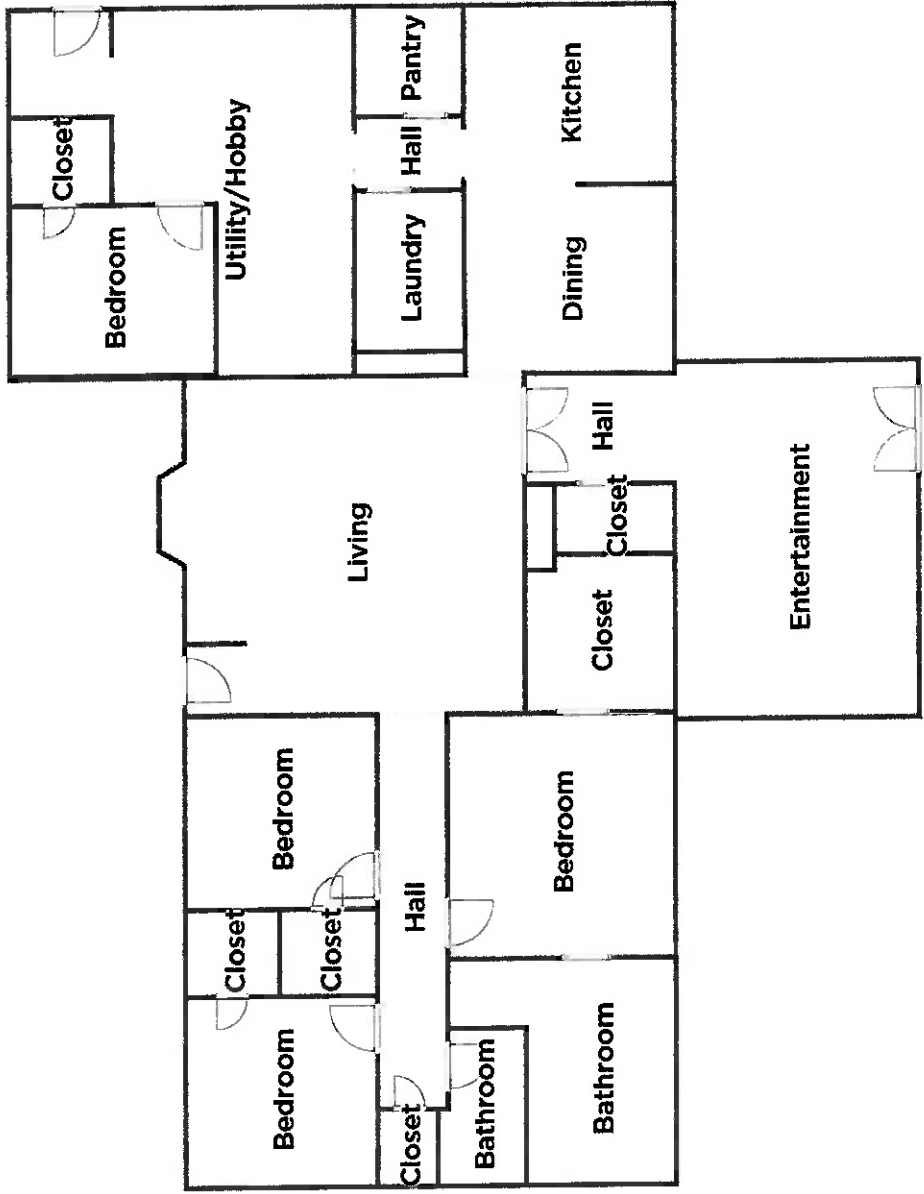 Closet
Bedroom
Utility/Hobby
Closet
Bedroom
Bedroom
Closet
Living
Closet
Hall
Laundry
Hall
Pantry
Bathroom
Bathroom
Bedroom
Closet
Closet
Hall
Dining
Kitchen
Entertainment